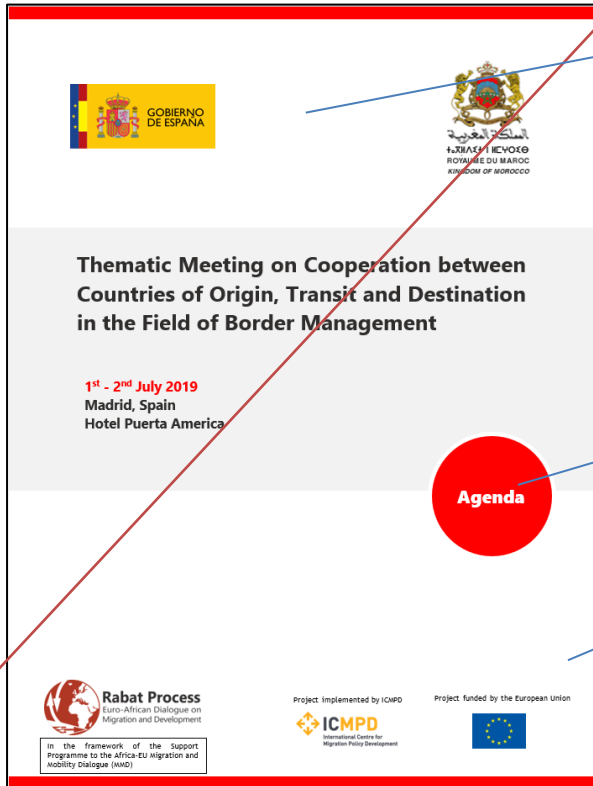 GOBIERNO
DE ESPAÑA
المملكة المغربية
ⵜⴰⴳⵍⴷⵉⵜ ⵏ ⵍⵎⵖⵔⵉⴱ
ROYAUME DU MAROC
KINGDOM OF MOROCCO
Thematic Meeting on Cooperation between
Countries of Origin, Transit and Destination
in the Field of Border Management
1st - 2nd July 2019
Madrid, Spain
Hotel Puerta America
Agenda
Rabat Process
Euro-African Dialogue on
Migration and Development
In the framework of the Support
Programme to the Africa-EU Migration and
Mobility Dialogue (MMD)
Project implemented by ICMPD
ICMPD
International Centre for
Migration Policy Development
Project funded by the European Union